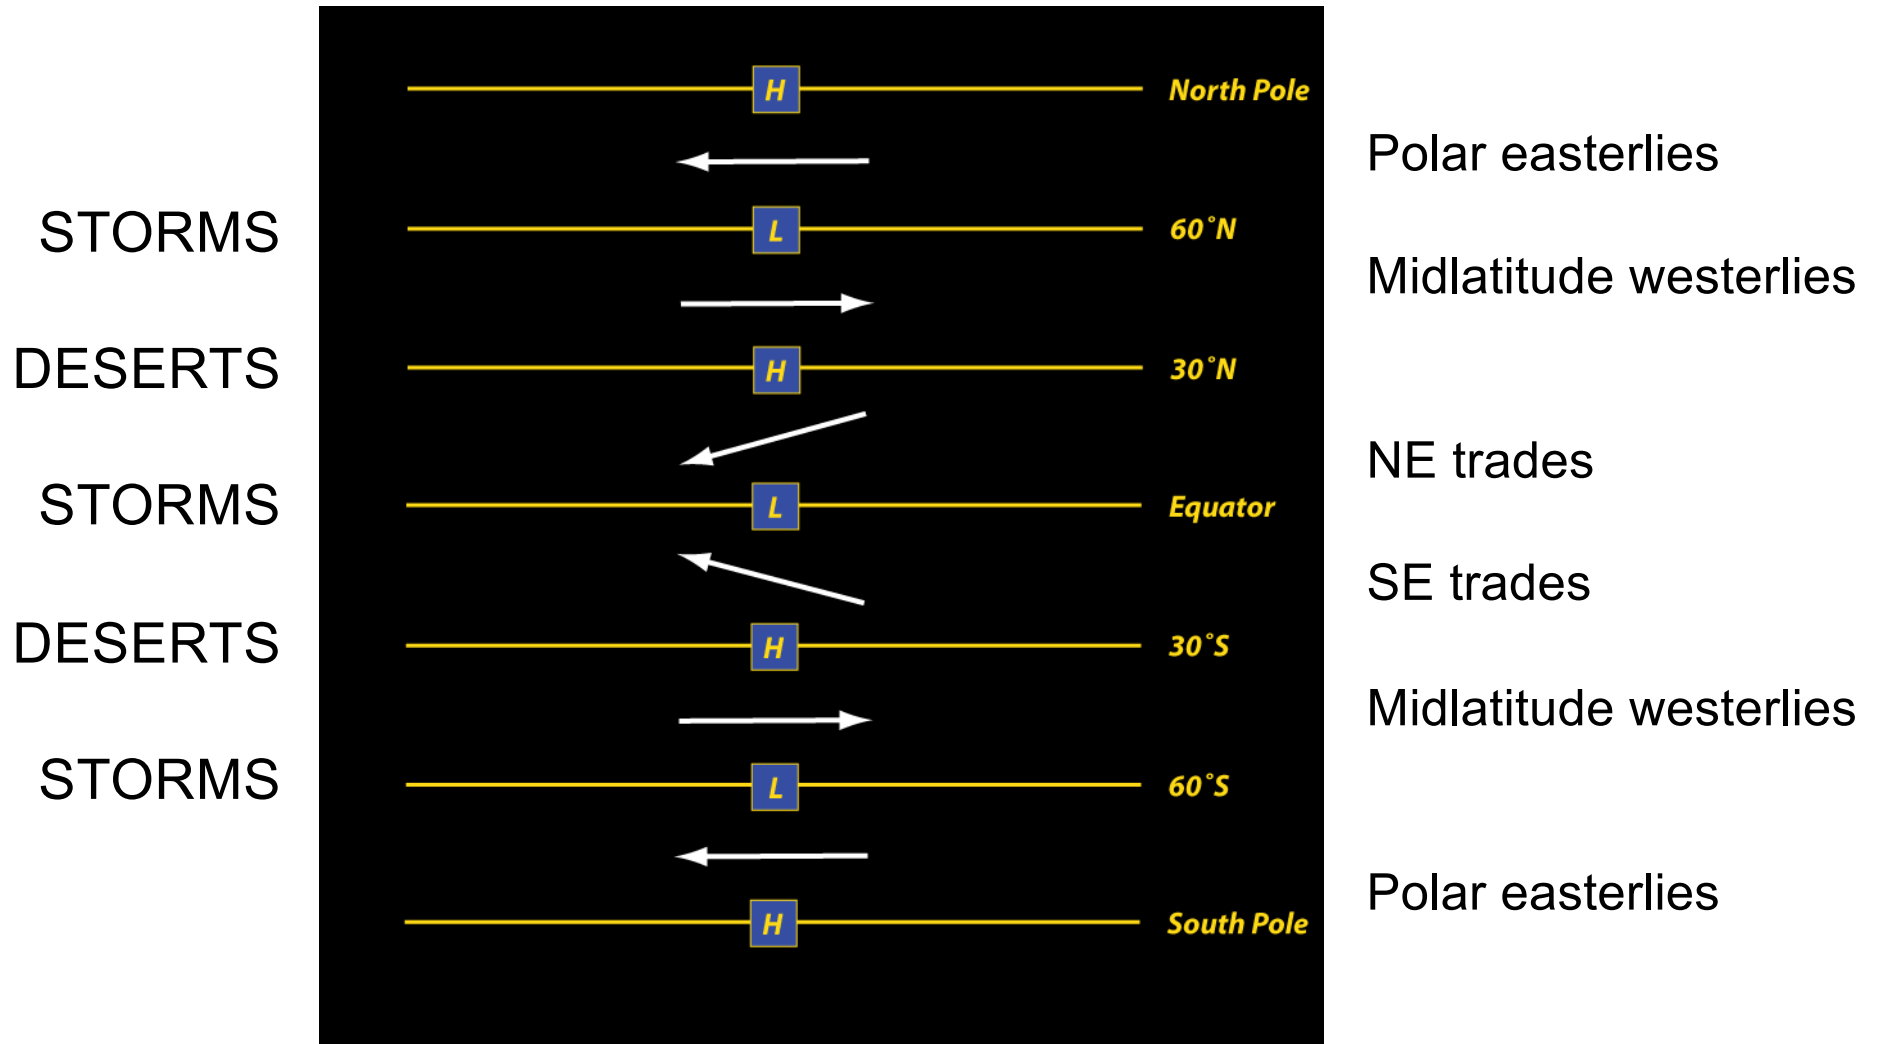 H North Pole
Polar easterlies
STORMS L 60°N
Midlatitude westerlies
DESERTS H 30°N
NE trades
STORMS L Equator
SE trades
DESERTS H 30°S
Midlatitude westerlies
STORMS L 60°S
Polar easterlies
H South Pole